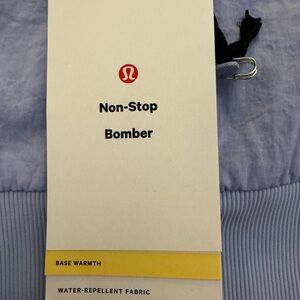 Non-Stop
Bomber
BASE WARMTH
WATER-REPELLENT FABRIC